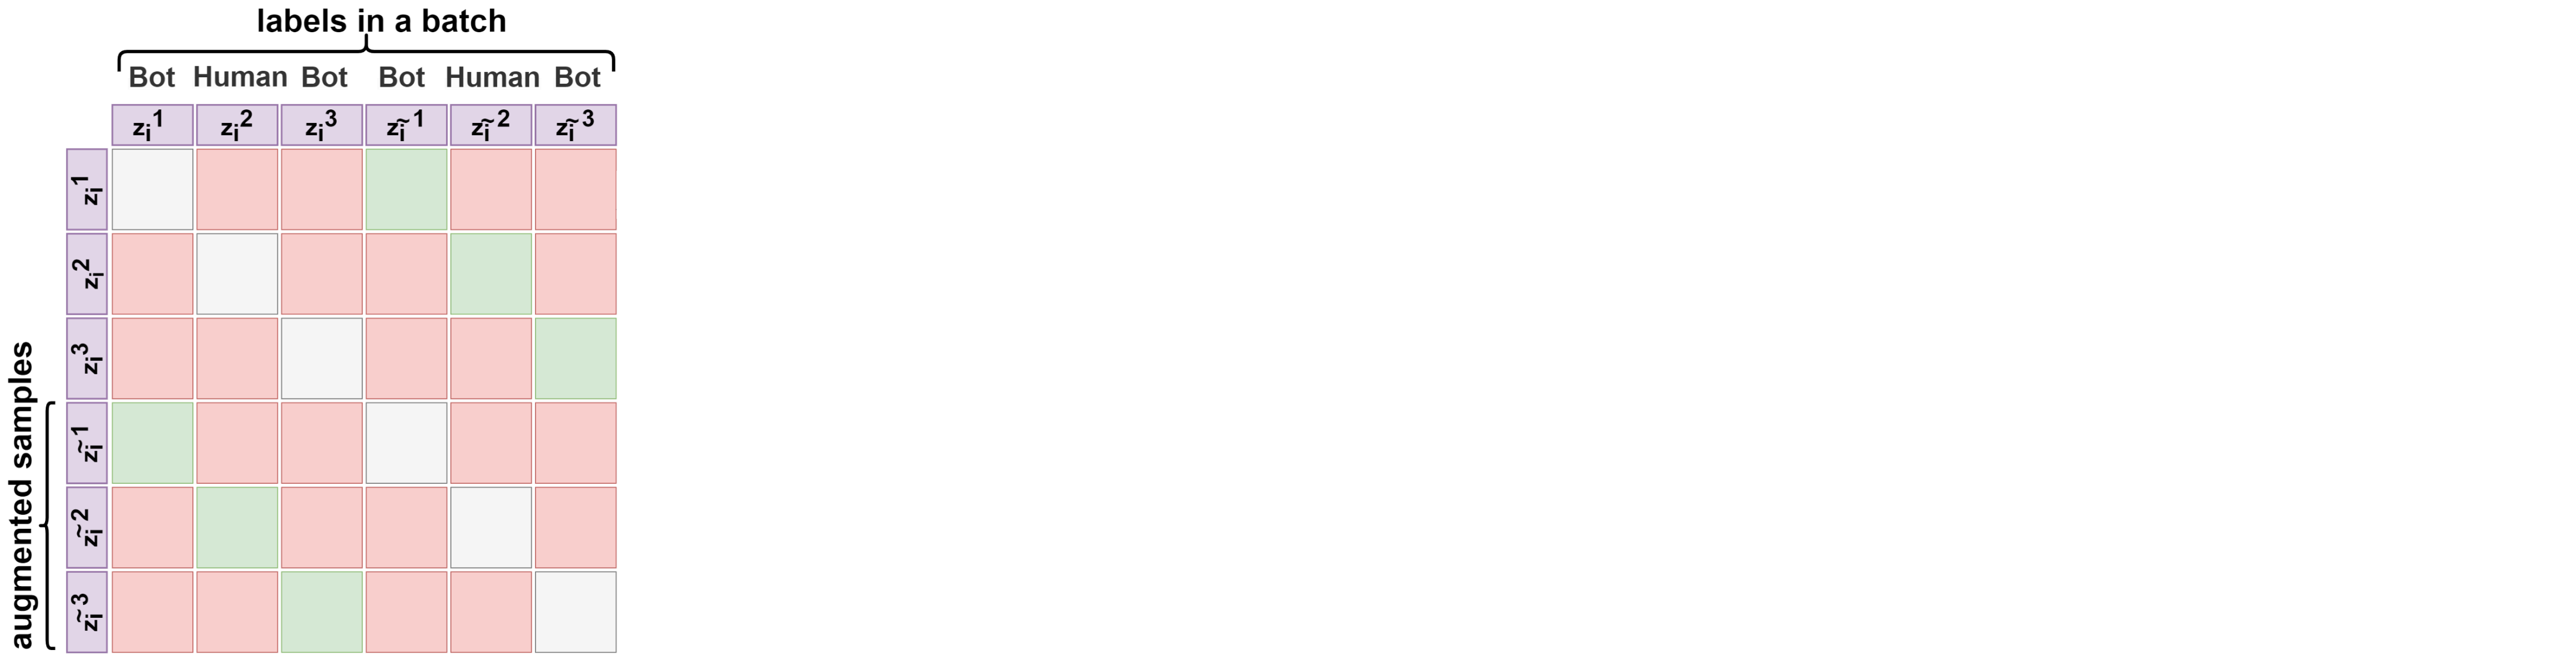 labels in a batch
Bot Human Bot Bot Human Bot
zᵢ¹ zᵢ² zᵢ³ z̃ᵢ¹ z̃ᵢ² z̃ᵢ³
zᵢ¹
zᵢ²
zᵢ³
z̃ᵢ¹
z̃ᵢ²
z̃ᵢ³
augmented samples